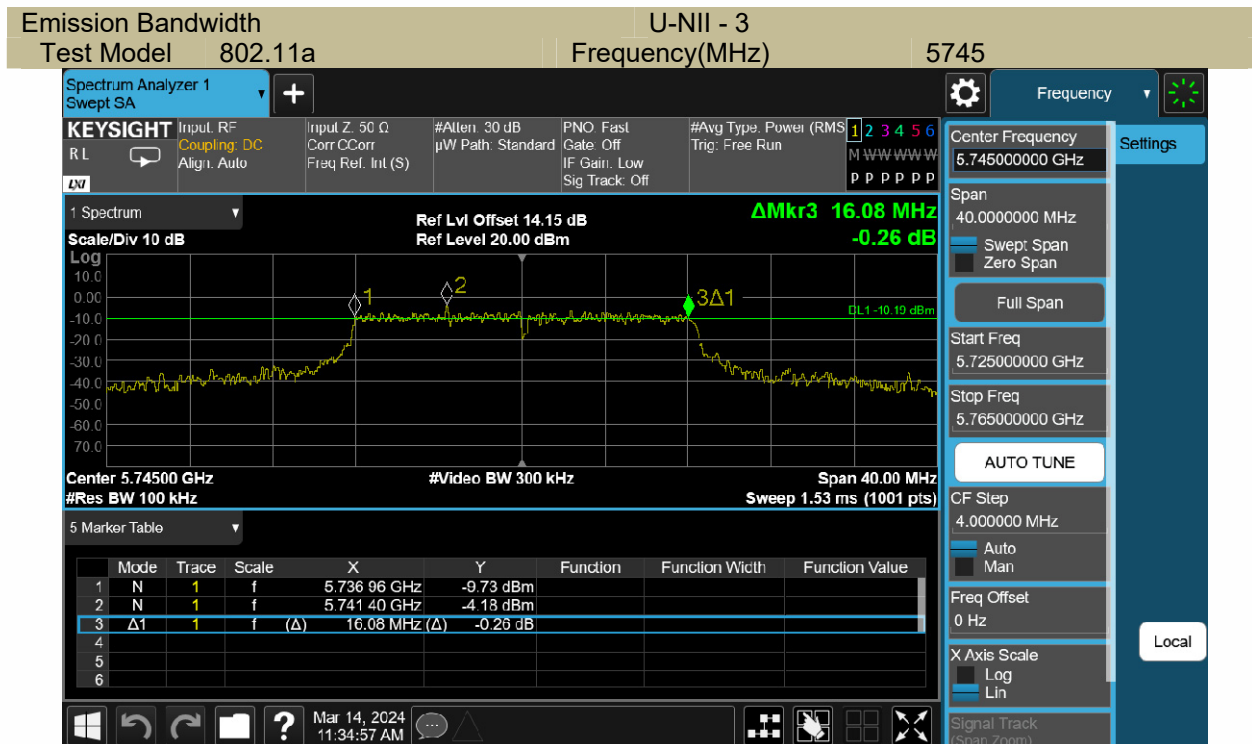 Emission Bandwidth U-NII - 3
Test Model 802.11a Frequency(MHz) 5745
Spectrum Analyzer 1
Swept SA
+
Frequency
KEYSIGHT Input: RF Input Z: 50 Ω #Atten: 30 dB PNO: Fast #Avg Type: Power (RMS 1 2 3 4 5 6
RL Coupling: DC Corr CCorr µW Path: Standard Gate: Off Trig: Free Run M W W W W W
Align: Auto Freq Ref: Int (S) IF Gain: Low
LXI Sig Track: Off P P P P P P
Center Frequency
5.745000000 GHz
Settings
Span
40.0000000 MHz
Swept Span
Zero Span
Full Span
Start Freq
5.725000000 GHz
Stop Freq
5.765000000 GHz
AUTO TUNE
CF Step
4.000000 MHz
Auto
Man
Freq Offset
0 Hz
X Axis Scale
Log
Lin
Signal Track
(Span Zoom)
Local
1 Spectrum Ref Lvl Offset 14.15 dB ΔMkr3 16.08 MHz
Scale/Div 10 dB Ref Level 20.00 dBm -0.26 dB
Log
10.0
0.00
-10.0
-20.0
-30.0
-40.0
-50.0
-60.0
70.0
1
2
3Δ1
DL1 -10.19 dBm
Center 5.74500 GHz #Video BW 300 kHz Span 40.00 MHz
#Res BW 100 kHz Sweep 1.53 ms (1001 pts)
5 Marker Table
Mode Trace Scale X Y Function Function Width Function Value
1 N 1 f 5.736 96 GHz -9.73 dBm
2 N 1 f 5.741 40 GHz -4.18 dBm
3 Δ1 1 f (Δ) 16.08 MHz (Δ) -0.26 dB
4
5
6
? Mar 14, 2024
11:34:57 AM